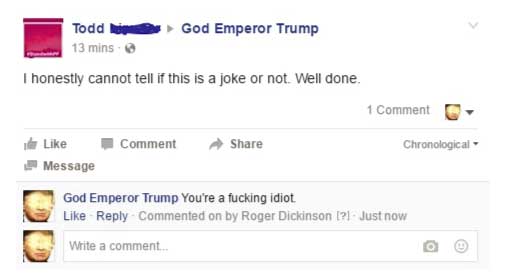 Todd God Emperor Trump
13 mins ·
I honestly cannot tell if this is a joke or not. Well done.
1 Comment
Like Comment Share Chronological
Message
God Emperor Trump You're a fucking idiot.
Like · Reply · Commented on by Roger Dickinson [?] · Just now
Write a comment...